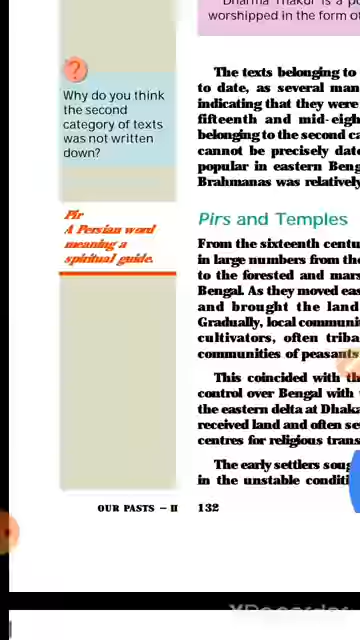 Dharma Thakur is a p
worshipped in the form of
?
Why do you think
the second
category of texts
was not written
down?
Pir
A Persian word
meaning a
spiritual guide.
The texts belonging to
to date, as several man
indicating that they were
fifteenth and mid-eigh
belonging to the second ca
cannot be precisely date
popular in eastern Beng
Brahmanas was relatively
Pirs and Temples
From the sixteenth centu
in large numbers from the
to the forested and mars
Bengal. As they moved eas
and brought the land
Gradually, local communit
cultivators, often triba
communities of peasants
This coincided with th
control over Bengal with
the eastern delta at Dhaka
received land and often se
centres for religious trans
The early settlers soug
in the unstable conditi
OUR PASTS – II 132
XRecorder